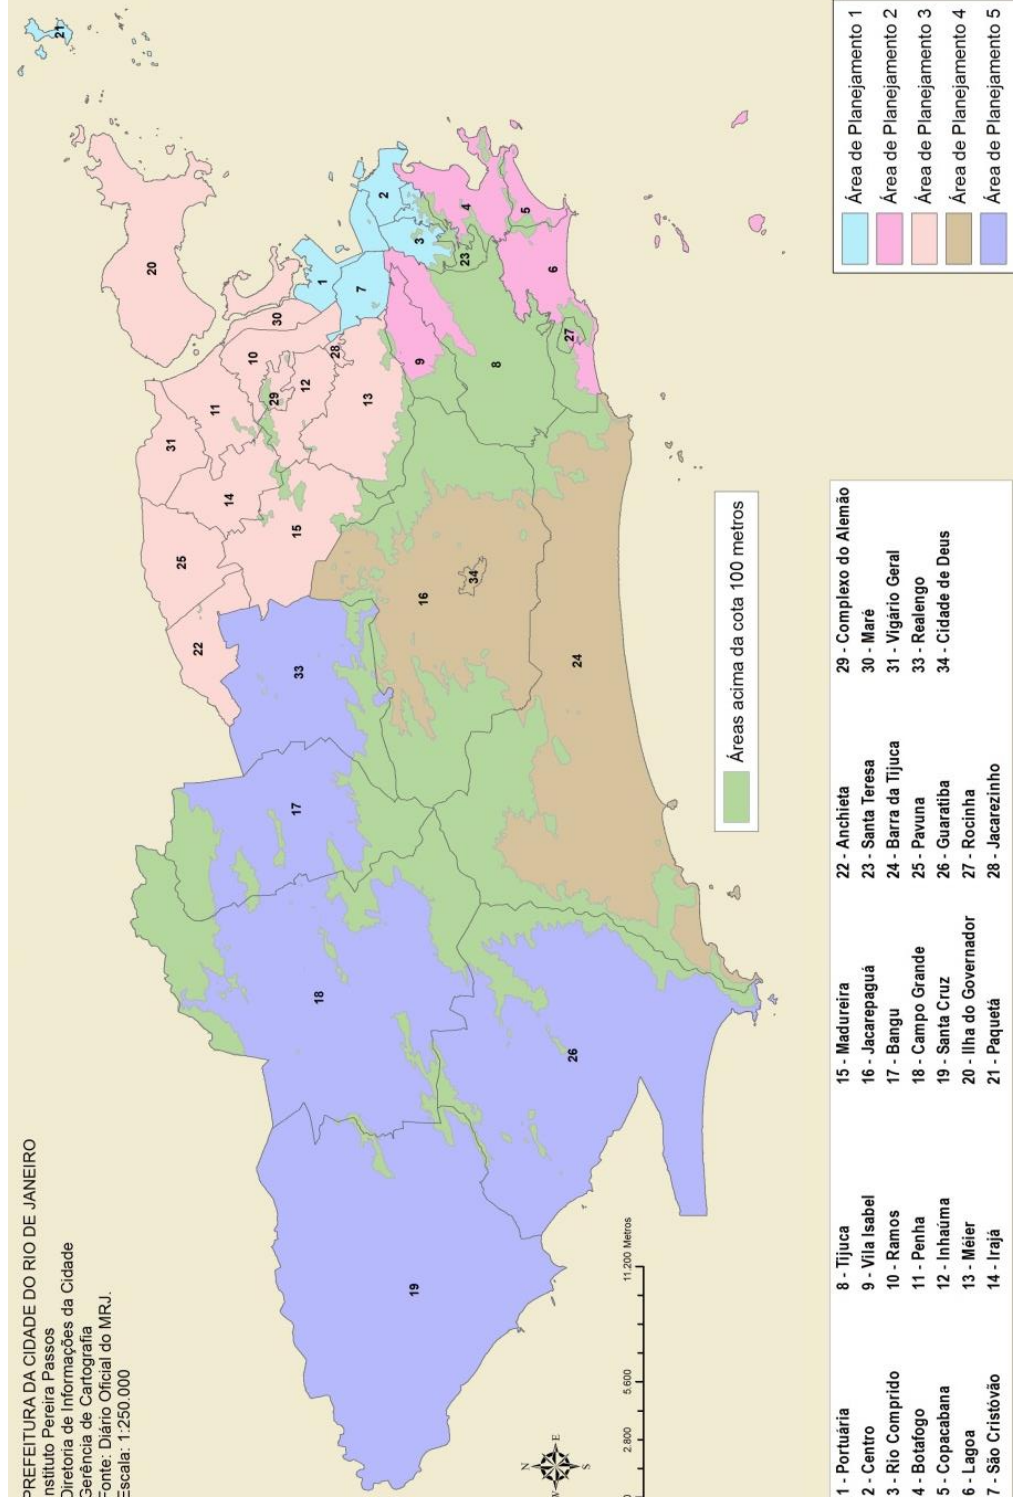 PREFEITURA DA CIDADE DO RIO DE JANEIRO
nstituto Pereira Passos
Diretoria de Informações da Cidade
Gerência de Cartografia
Fonte: Diário Oficial do MRJ.
Escala: 1:250.000
21
20
22
25
31
14
11
10
30
29
12
28
15
13
1
7
2
3
9
23
4
5
6
27
8
33
17
18
19
26
16
34
24
N
W E
S
0 2.800 5.600 11.200 Metros
Áreas acima da cota 100 metros
1 - Portuária
2 - Centro
3 - Rio Comprido
4 - Botafogo
5 - Copacabana
6 - Lagoa
7 - São Cristóvão
8 - Tijuca
9 - Vila Isabel
10 - Ramos
11 - Penha
12 - Inhaúma
13 - Méier
14 - Irajá
15 - Madureira
16 - Jacarepaguá
17 - Bangu
18 - Campo Grande
19 - Santa Cruz
20 - Ilha do Governador
21 - Paquetá
22 - Anchieta
23 - Santa Teresa
24 - Barra da Tijuca
25 - Pavuna
26 - Guaratiba
27 - Rocinha
28 - Jacarezinho
29 - Complexo do Alemão
30 - Maré
31 - Vigário Geral
33 - Realengo
34 - Cidade de Deus
Área de Planejamento 1
Área de Planejamento 2
Área de Planejamento 3
Área de Planejamento 4
Área de Planejamento 5